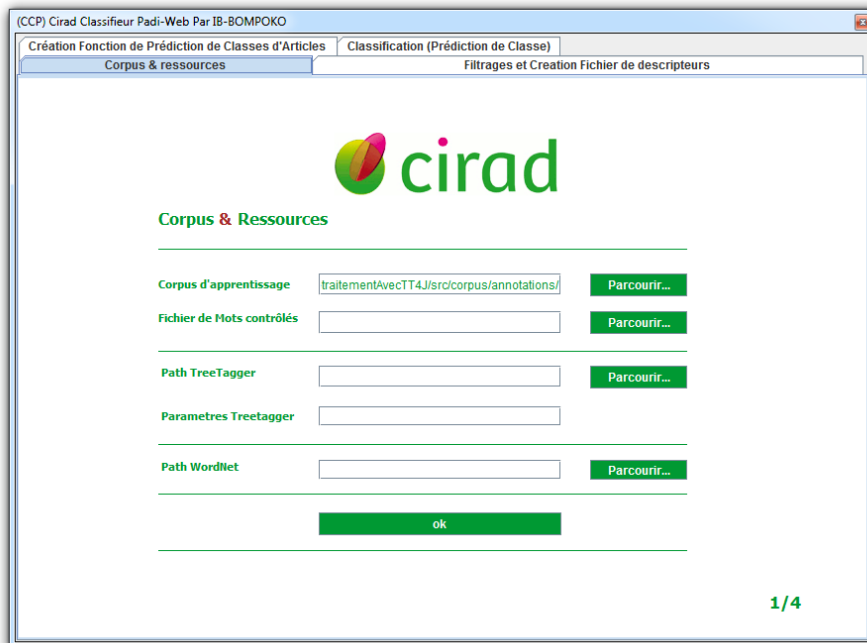 (CCP) Cirad Classifieur Padi-Web Par IB-BOMPOKO
Création Fonction de Prédiction de Classes d'Articles
Classification (Prédiction de Classe)
Corpus & ressources
Filtrages et Creation Fichier de descripteurs
cirad
Corpus & Ressources
Corpus d'apprentissage
traitementAvecTT4J/src/corpus/annotations/
Parcourir...
Fichier de Mots contrôlés
Parcourir...
Path TreeTagger
Parcourir...
Parametres Treetagger
Path WordNet
Parcourir...
ok
1/4